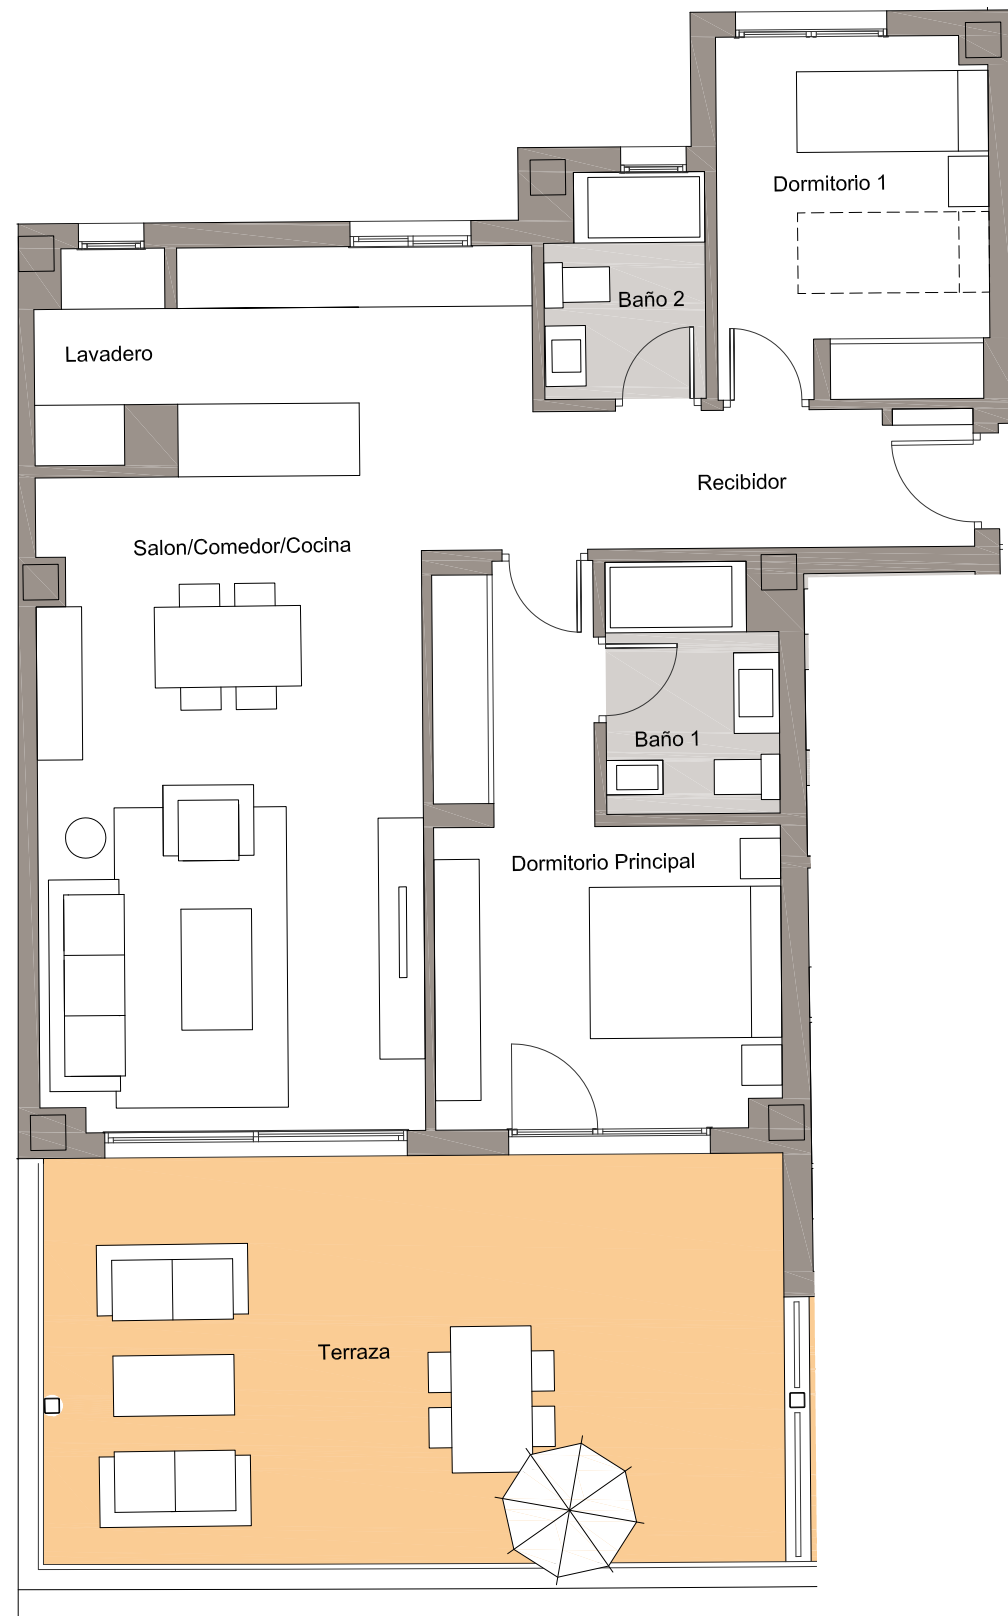 Dormitorio 1
Baño 2
Lavadero
Recibidor
Salon/Comedor/Cocina
Baño 1
Dormitorio Principal
Terraza